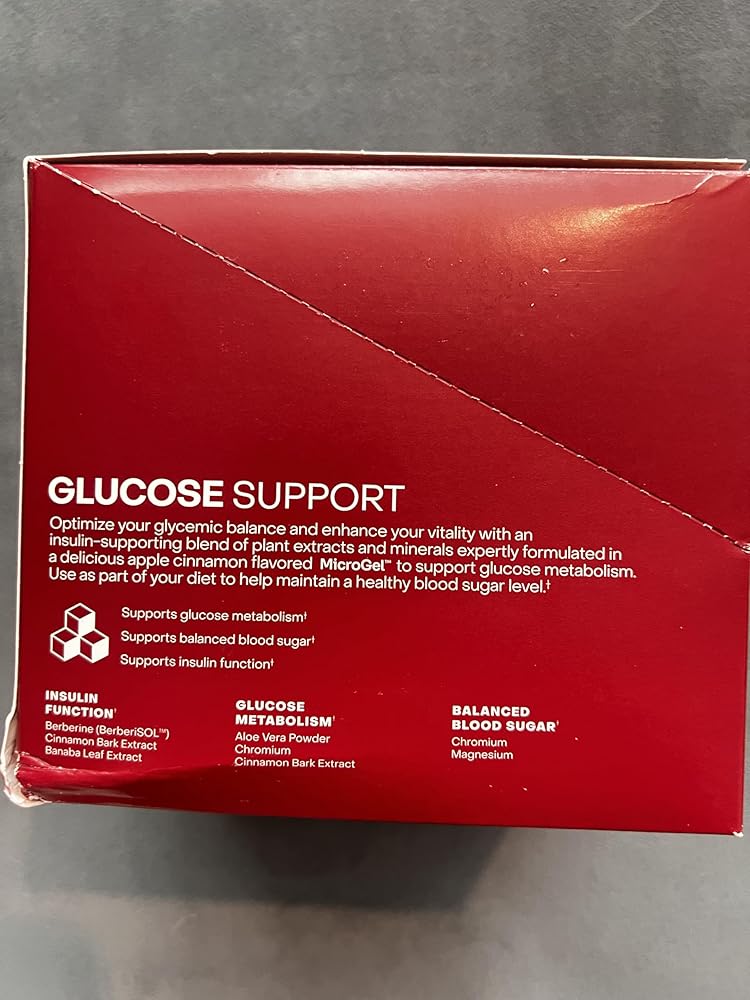 GLUCOSE SUPPORT
Optimize your glycemic balance and enhance your vitality with an
insulin-supporting blend of plant extracts and minerals expertly formulated in
a delicious apple cinnamon flavored MicroGel™ to support glucose metabolism.
Use as part of your diet to help maintain a healthy blood sugar level.†
Supports glucose metabolism†
Supports balanced blood sugar†
Supports insulin function†
INSULIN
FUNCTION†
Berberine (BerberiSOL™)
Cinnamon Bark Extract
Banaba Leaf Extract
GLUCOSE
METABOLISM†
Aloe Vera Powder
Chromium
Cinnamon Bark Extract
BALANCED
BLOOD SUGAR†
Chromium
Magnesium